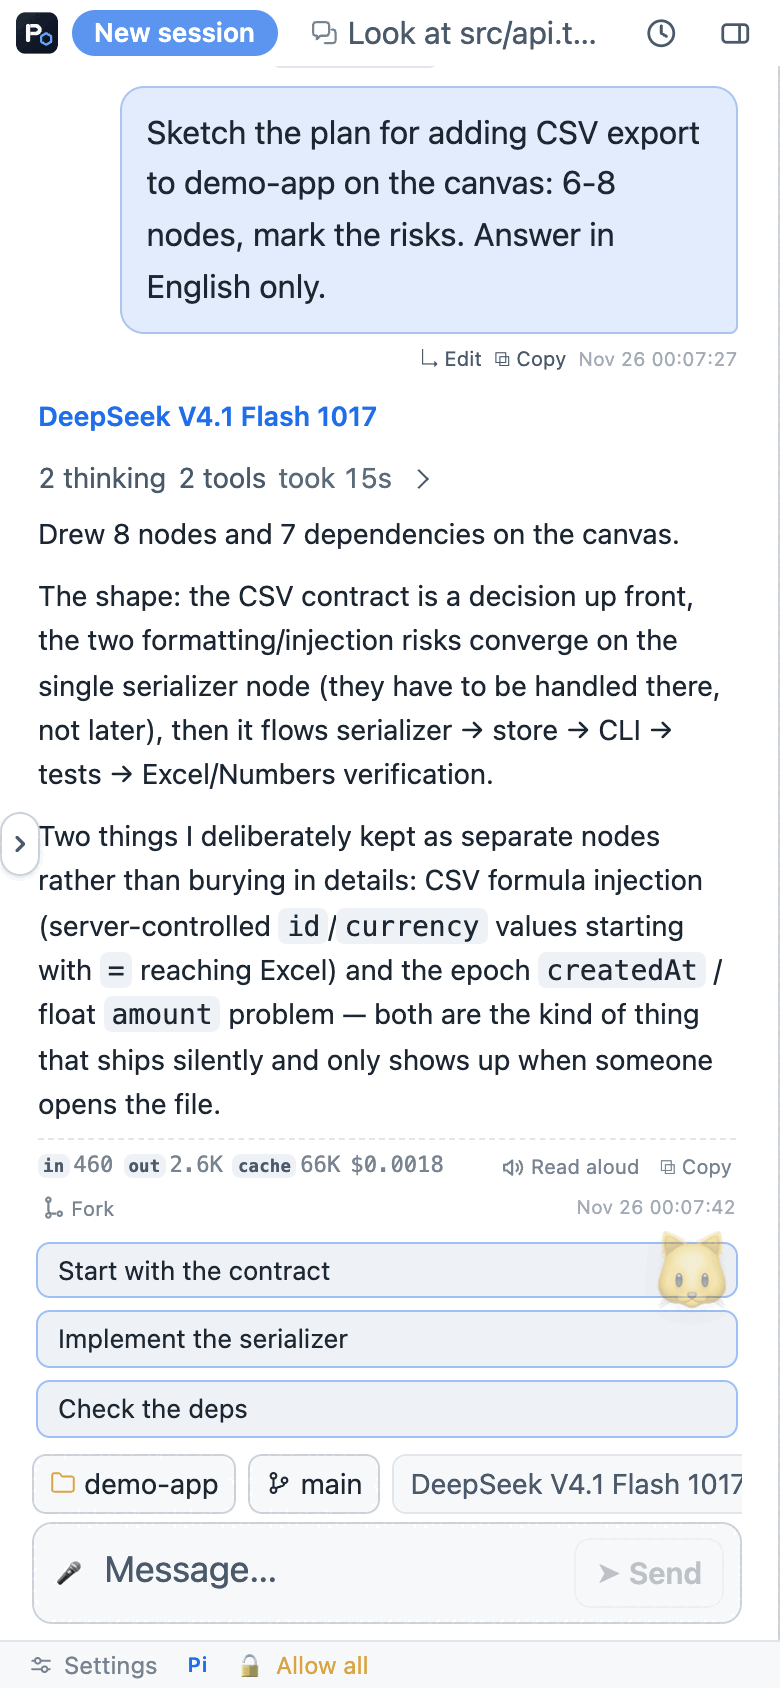 New session
Look at src/api.t...
Sketch the plan for adding CSV export
to demo-app on the canvas: 6-8
nodes, mark the risks. Answer in
English only.
Edit Copy Nov 26 00:07:27
DeepSeek V4.1 Flash 1017
2 thinking 2 tools took 15s
Drew 8 nodes and 7 dependencies on the canvas.
The shape: the CSV contract is a decision up front,
the two formatting/injection risks converge on the
single serializer node (they have to be handled there,
not later), then it flows serializer → store → CLI →
tests → Excel/Numbers verification.
Two things I deliberately kept as separate nodes
rather than burying in details: CSV formula injection
(server-controlled id/currency values starting
with = reaching Excel) and the epoch createdAt /
float amount problem — both are the kind of thing
that ships silently and only shows up when someone
opens the file.
in 460 out 2.6K cache 66K $0.0018 Read aloud Copy
Fork Nov 26 00:07:42
Start with the contract
Implement the serializer
Check the deps
demo-app main DeepSeek V4.1 Flash 1017
Message... Send
Settings Pi Allow all